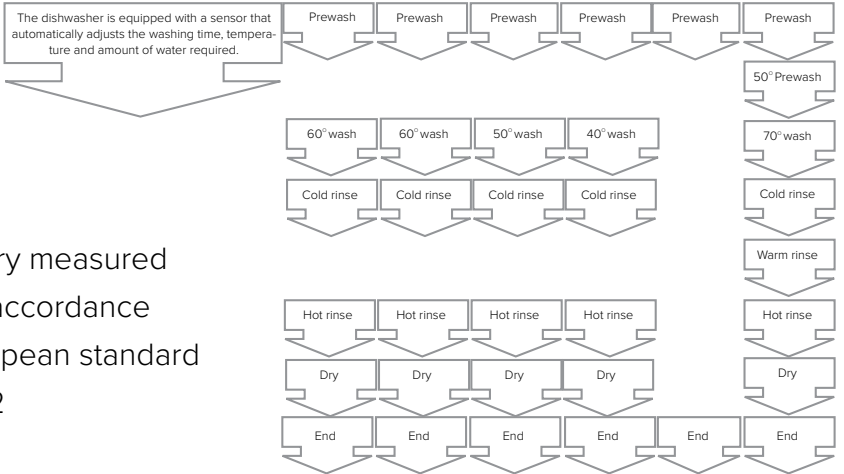 The dishwasher is equipped with a sensor that
automatically adjusts the washing time, tempera-
ture and amount of water required.
Prewash Prewash Prewash Prewash Prewash Prewash
50° Prewash
60° wash 60° wash 50° wash 40° wash 70° wash
Cold rinse Cold rinse Cold rinse Cold rinse Cold rinse
ry measured
Warm rinse
accordance
Hot rinse Hot rinse Hot rinse Hot rinse Hot rinse
pean standard
Dry Dry Dry Dry Dry
2
End End End End End End